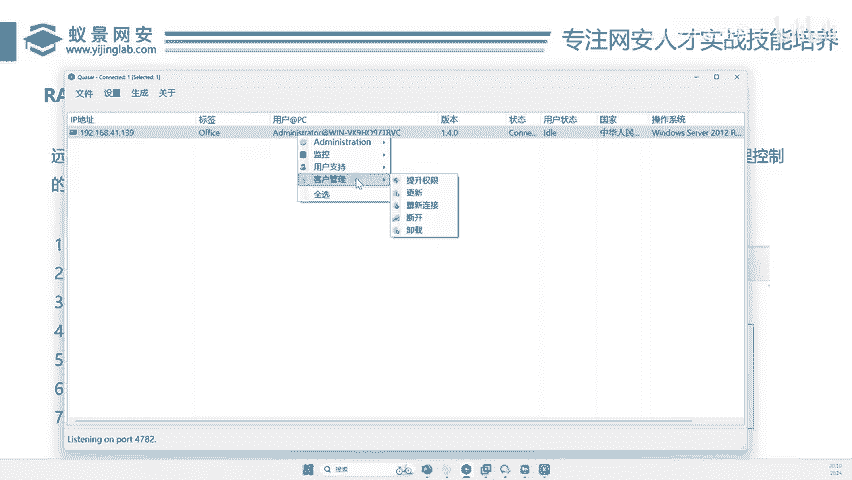 蚁景网安
www.yijinglab.com
专注网安人才实战技能培养
Quasar - Connected: 1 [Selected: 1]
文件 设置 生成 关于
RA
IP地址 标签 用户@PC 版本 状态 用户状态 国家 操作系统
192.168.41.139 Office Administrator@WIN-VK9HO971BVC 1.4.0 Conne... Idle 中华人民... Windows Server 2012 R...
Administration
监控
用户支持
客户管理
全选
提升权限
更新
重新连接
断开
卸载
远
理控制
的
1
2
3
4
5
6
7
Listening on port 4782.
搜索